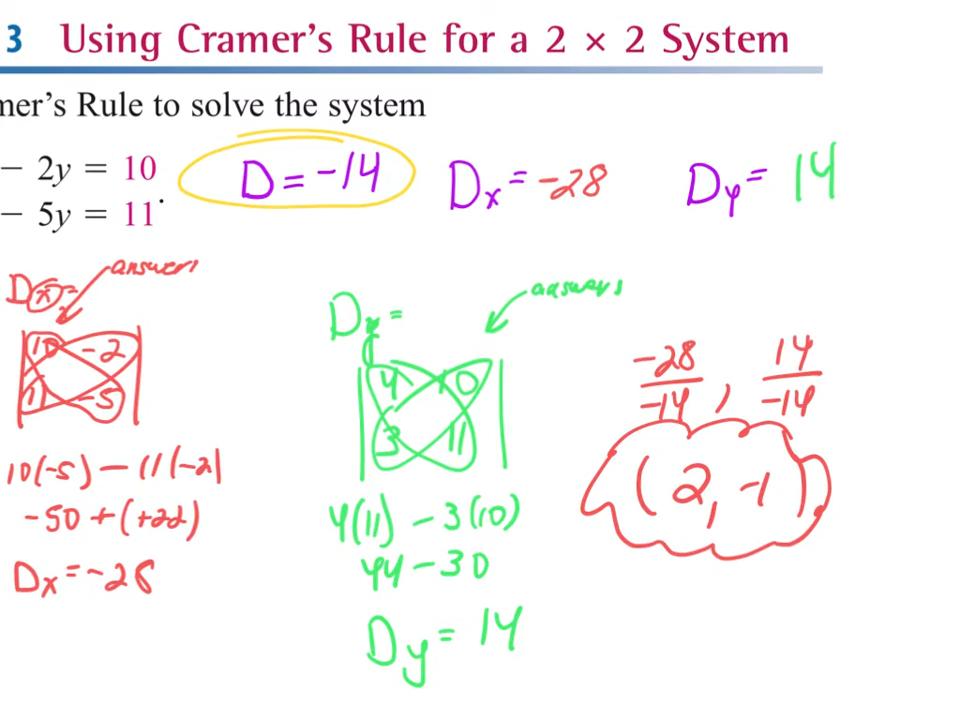 3 Using Cramer's Rule for a 2 × 2 System
mer's Rule to solve the system
− 2y = 10
− 5y = 11.
D = -14
Dx = -28
Dy = 14
Dx =
answers
10 -2
11 -5
10(-5) - 11(-2)
-50 + (+22)
Dx = -28
Dy =
answers
4 10
3 11
4(11) - 3(10)
44 - 30
Dy = 14
-28/-14 , 14/-14
(2, -1)